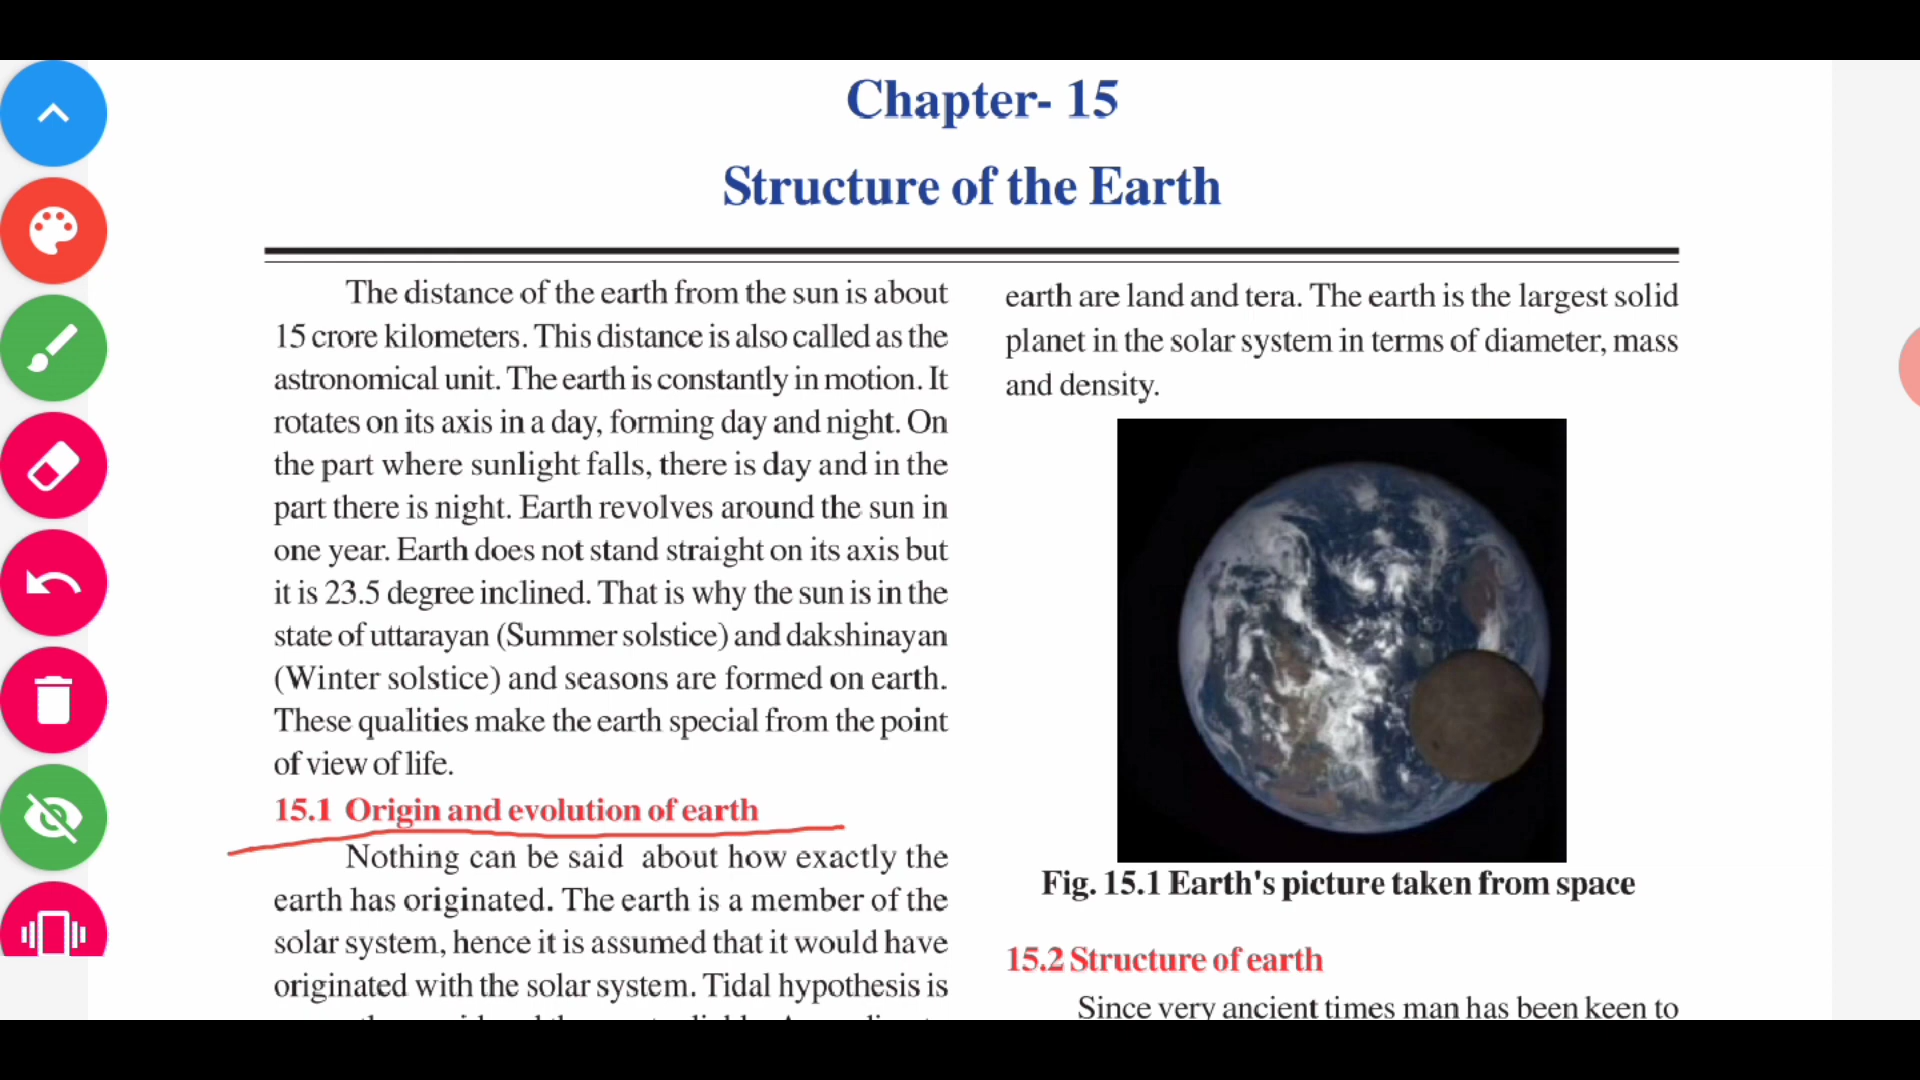 Chapter- 15
Structure of the Earth
The distance of the earth from the sun is about
15 crore kilometers. This distance is also called as the
astronomical unit. The earth is constantly in motion. It
rotates on its axis in a day, forming day and night. On
the part where sunlight falls, there is day and in the
part there is night. Earth revolves around the sun in
one year. Earth does not stand straight on its axis but
it is 23.5 degree inclined. That is why the sun is in the
state of uttarayan (Summer solstice) and dakshinayan
(Winter solstice) and seasons are formed on earth.
These qualities make the earth special from the point
of view of life.
15.1 Origin and evolution of earth
Nothing can be said about how exactly the
earth has originated. The earth is a member of the
solar system, hence it is assumed that it would have
originated with the solar system. Tidal hypothesis is
earth are land and tera. The earth is the largest solid
planet in the solar system in terms of diameter, mass
and density.
Fig. 15.1 Earth's picture taken from space
15.2 Structure of earth
Since very ancient times man has been keen to